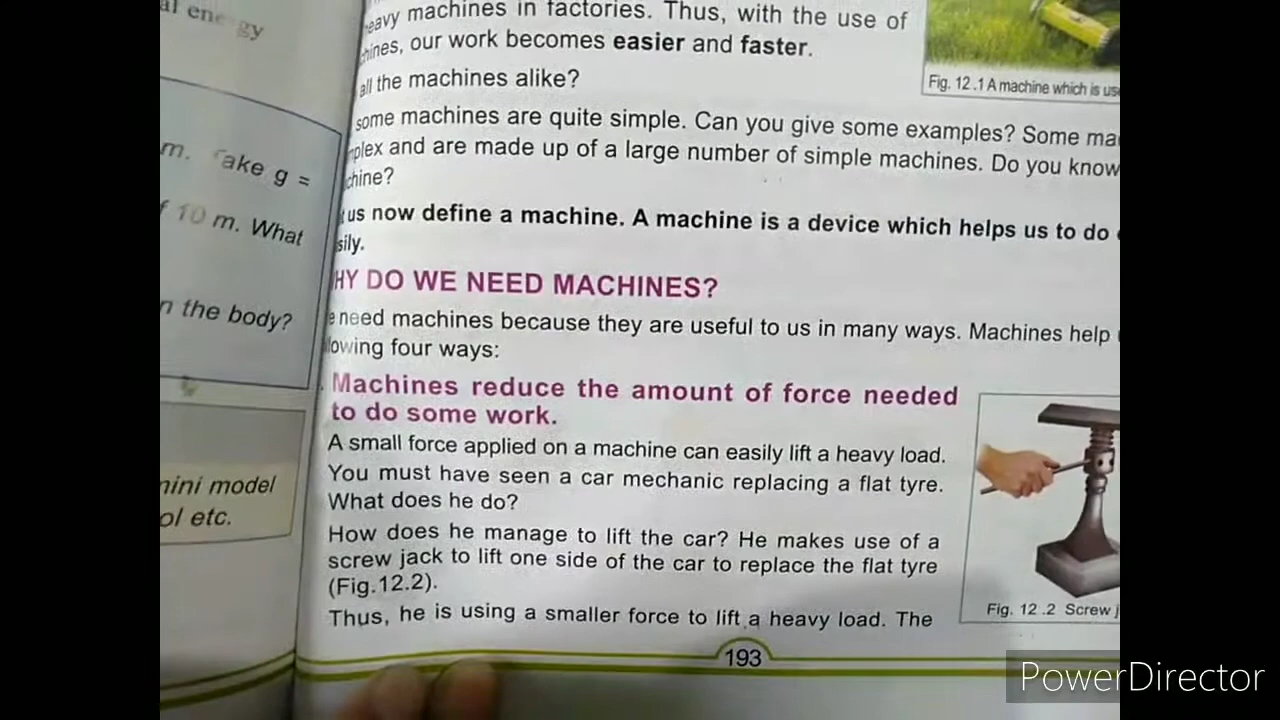 al energy
m. Take g =
f 10 m. What
n the body?
nini model
ol etc.
eavy machines in factories. Thus, with the use of
hines, our work becomes easier and faster.
all the machines alike?
some machines are quite simple. Can you give some examples? Some ma
plex and are made up of a large number of simple machines. Do you know
chine?
t us now define a machine. A machine is a device which helps us to do
sily.
HY DO WE NEED MACHINES?
e need machines because they are useful to us in many ways. Machines help
lowing four ways:
Machines reduce the amount of force needed
to do some work.
A small force applied on a machine can easily lift a heavy load.
You must have seen a car mechanic replacing a flat tyre.
What does he do?
How does he manage to lift the car? He makes use of a
screw jack to lift one side of the car to replace the flat tyre
(Fig.12.2).
Thus, he is using a smaller force to lift a heavy load. The
Fig. 12.1 A machine which is use
Fig. 12.2 Screw j
193
PowerDirector